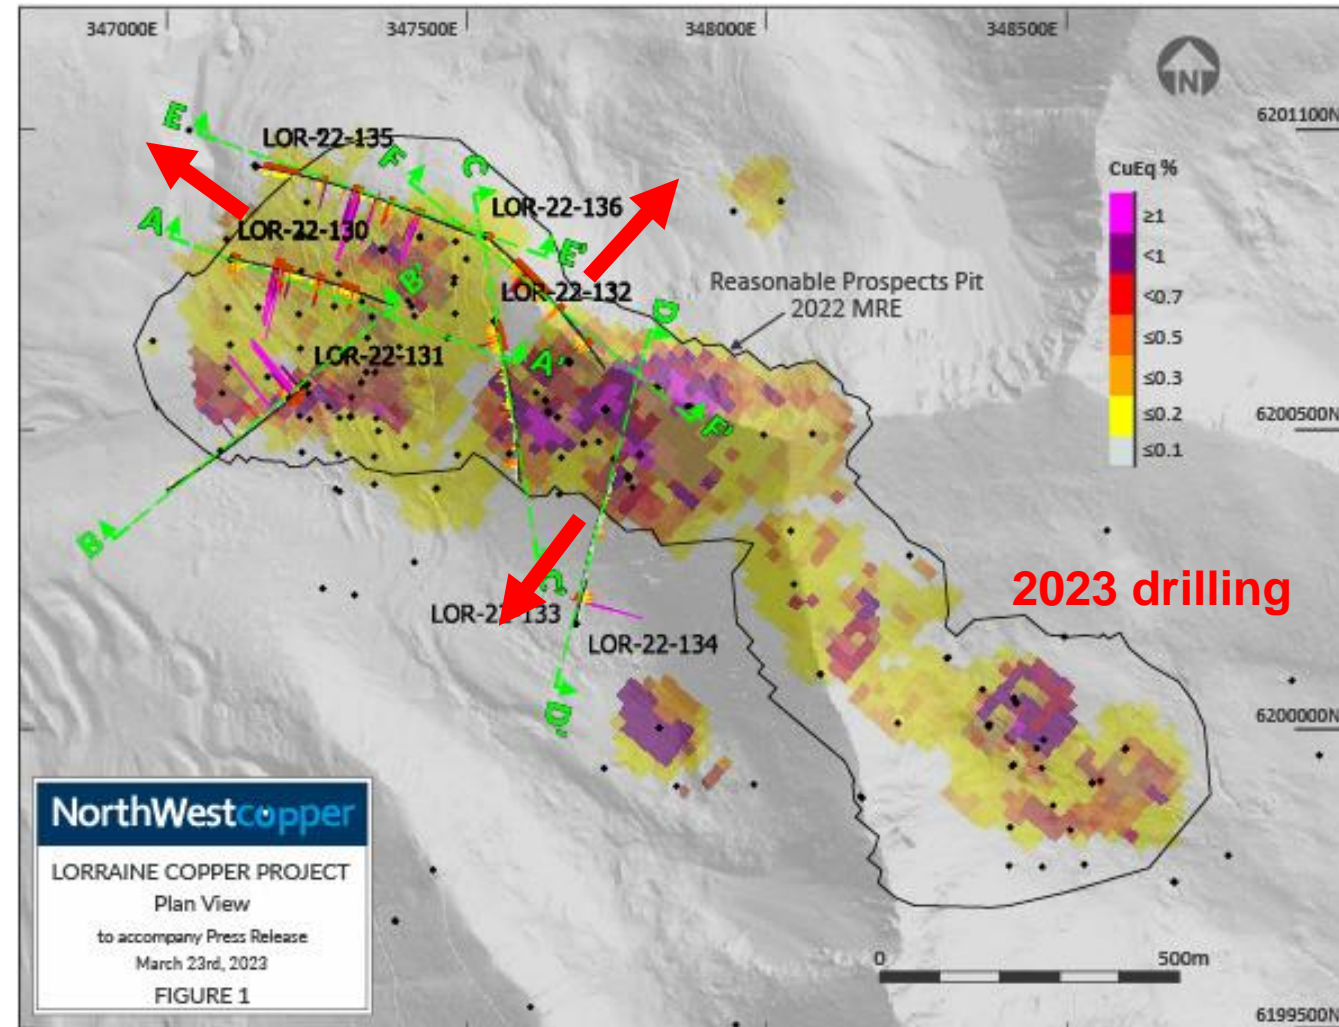 347000E
347500E
348000E
348500E
N
6201100N
E
LOR-22-135
F
C
CuEq %
≥1
<1
<0.7
≤0.5
≤0.3
≤0.2
≤0.1
A
LOR-22-130
LOR-22-136
E'
B'
LOR-22-132
Reasonable Prospects Pit
2022 MRE
D
LOR-22-131
A'
F'
6200500N
B
C'
2023 drilling
LOR-22-133
LOR-22-134
D'
6200000N
NorthWestcopper
LORRAINE COPPER PROJECT
Plan View
to accompany Press Release
March 23rd, 2023
FIGURE 1
0
500m
6199500N